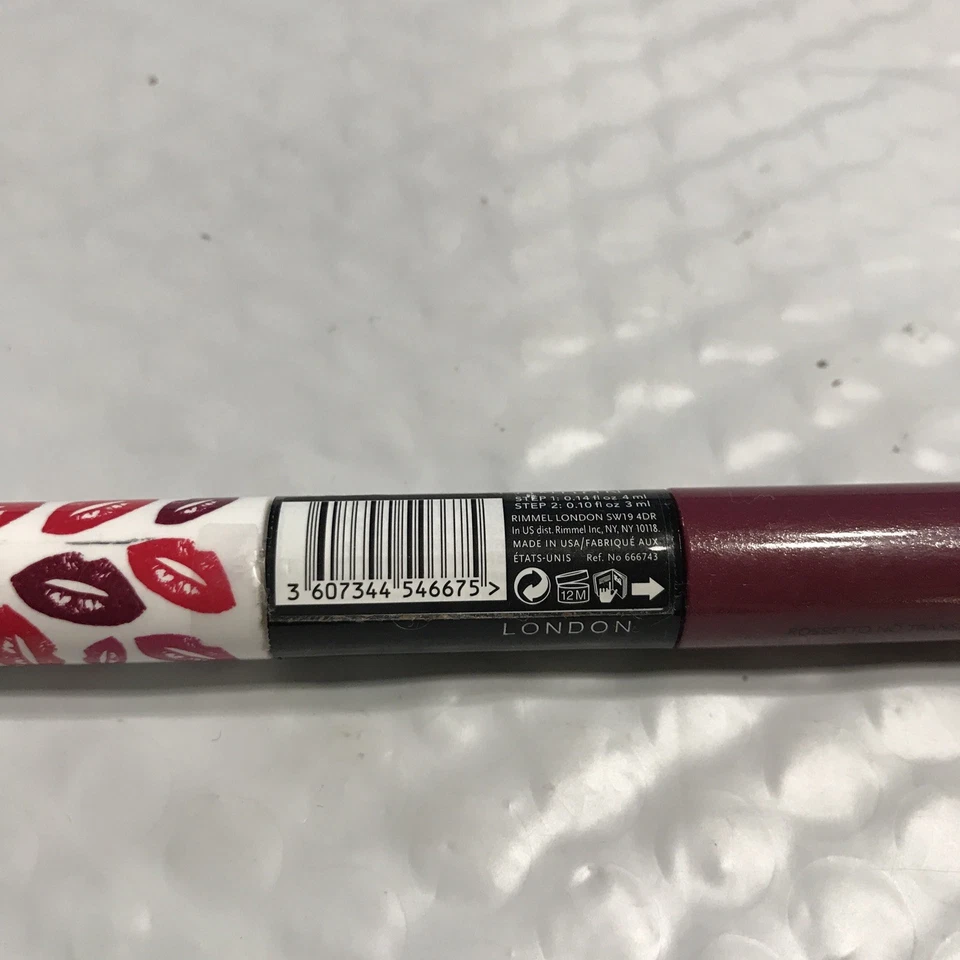 STEP 1: 0.14 fl oz 4 ml
STEP 2: 0.10 fl oz 3 ml
RIMMEL LONDON SW19 4DR
In US dist. Rimmel Inc, NY, NY 10118.
MADE IN USA/FABRIQUÉ AUX
ÉTATS-UNIS Ref. No 666743
3 607344 546675 >
12 M
LONDON